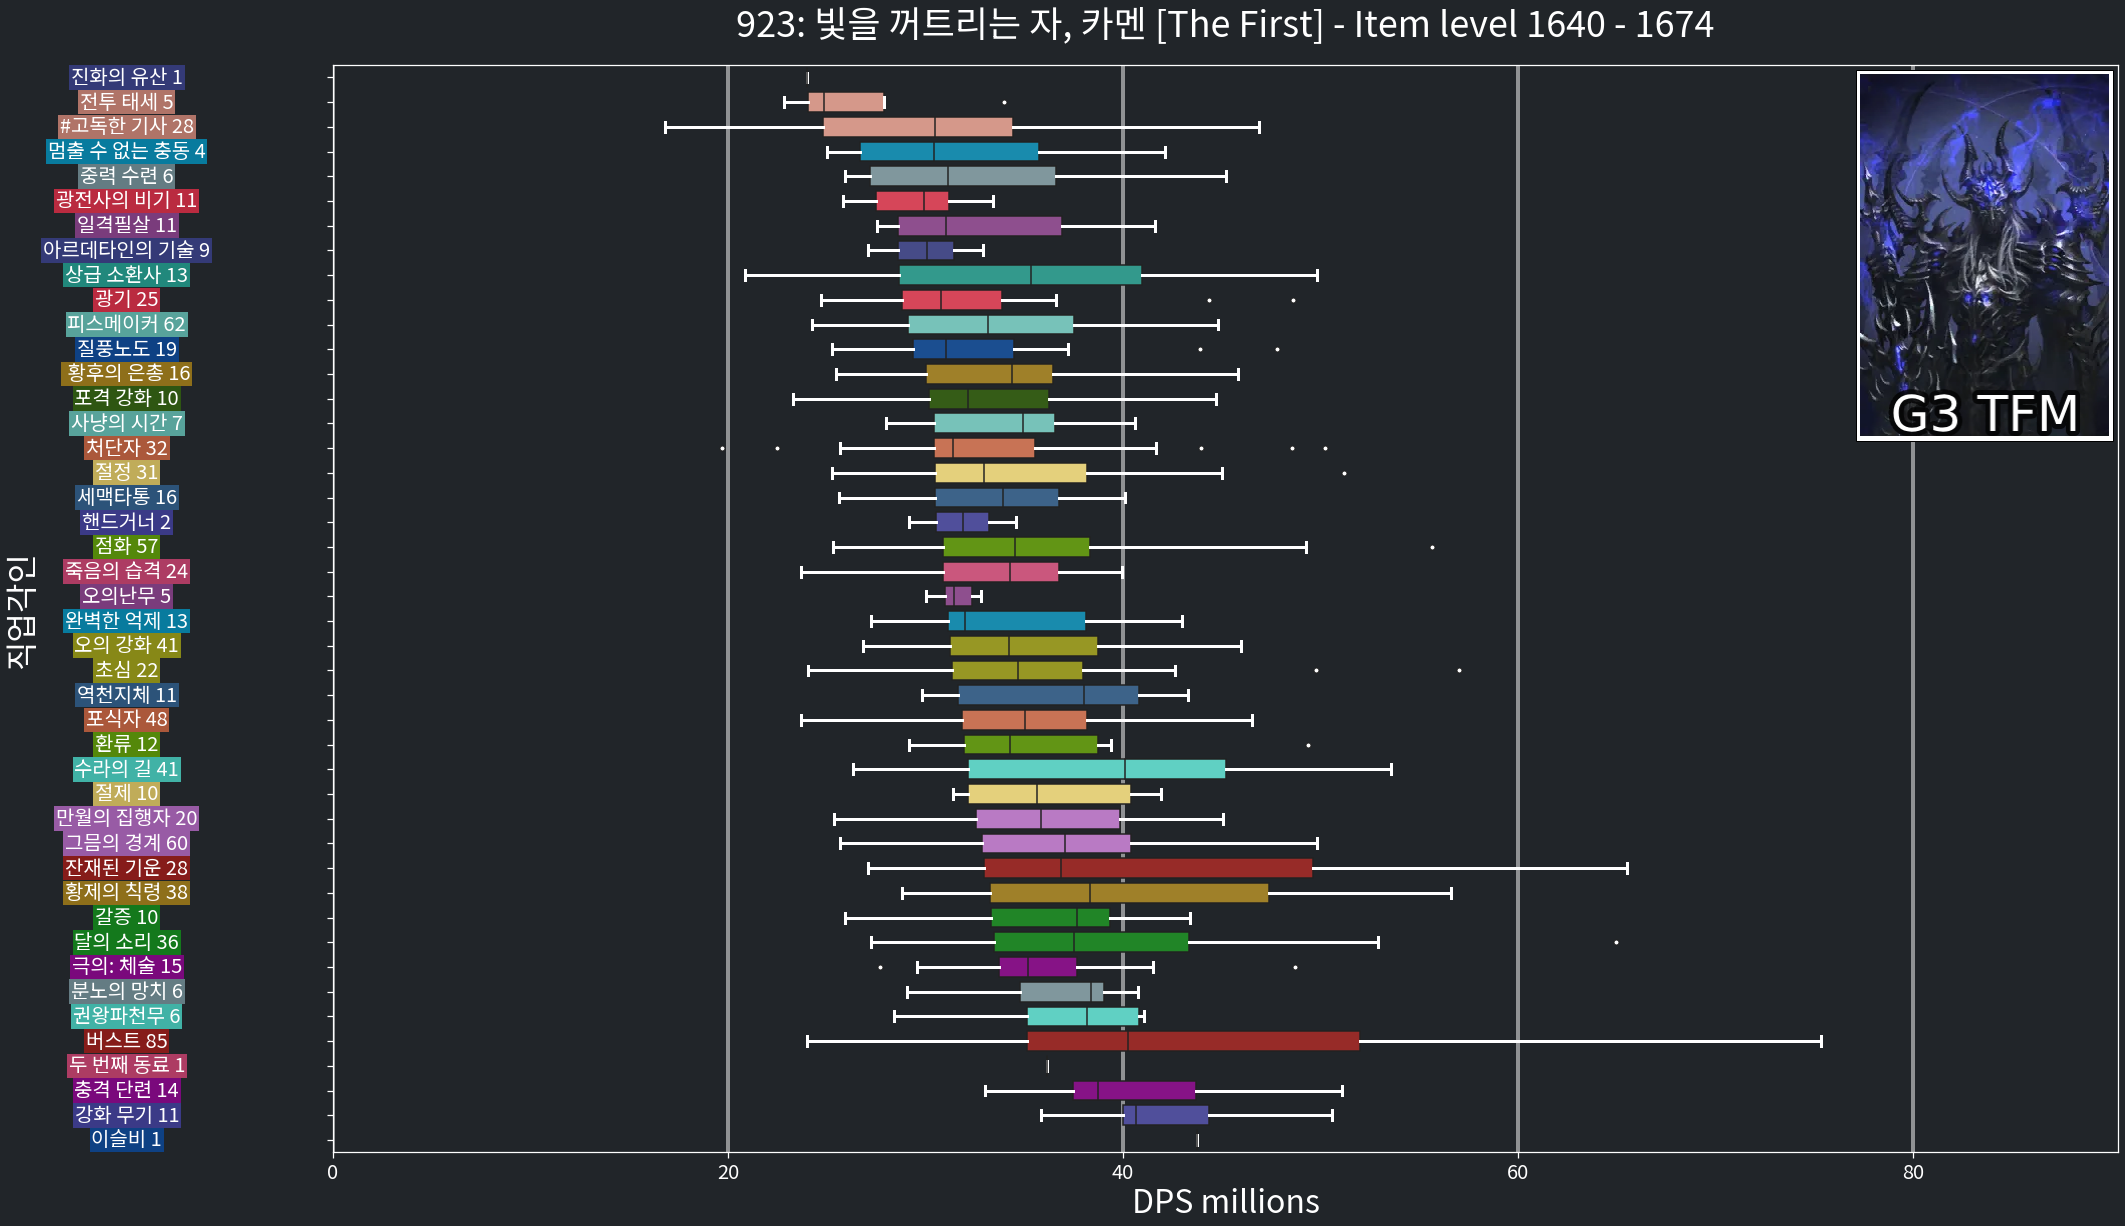 923: 빛을 꺼트리는 자, 카멘 [The First] - Item level 1640 - 1674
진화의 유산 1
전투 태세 5
#고독한 기사 28
멈출 수 없는 충동 4
중력 수련 6
광전사의 비기 11
일격필살 11
아르데타인의 기술 9
상급 소환사 13
광기 25
피스메이커 62
질풍노도 19
황후의 은총 16
포격 강화 10
사냥의 시간 7
처단자 32
절정 31
세맥타통 16
핸드거너 2
점화 57
죽음의 습격 24
오의난무 5
완벽한 억제 13
오의 강화 41
초심 22
역천지체 11
포식자 48
환류 12
수라의 길 41
절제 10
만월의 집행자 20
그믐의 경계 60
잔재된 기운 28
황제의 칙령 38
갈증 10
달의 소리 36
극의: 체술 15
분노의 망치 6
권왕파천무 6
버스트 85
두 번째 동료 1
충격 단련 14
강화 무기 11
이슬비 1
직업각인
G3 TFM
0 20 40 60 80
DPS millions